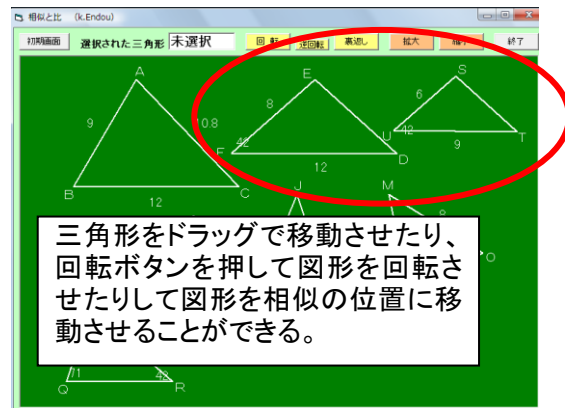 相似と比 (k.Endou)
初期画面 選択された三角形 未選択 回 転 逆回転 裏返し 拡大 縮小 終了
A E S
9 10.8 8 6
F 42 U 42 T
D 9
B 12 C 12
J M
8
三角形をドラッグで移動させたり、
回転ボタンを押して図形を回転さ
せたりして図形を相似の位置に移
動させることができる。
O
71 42
Q R